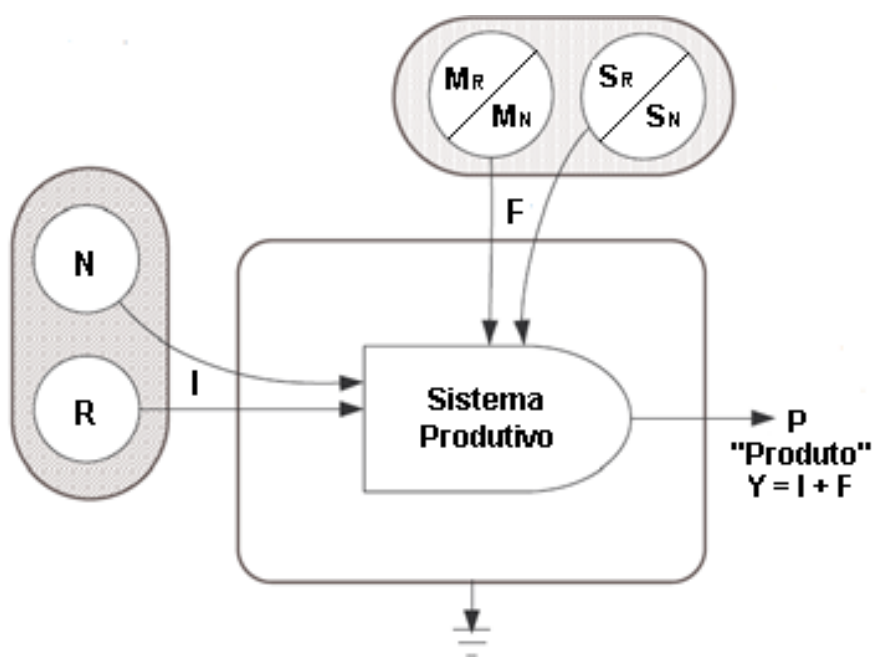 MR
MN
SR
SN
F
N
I
R
Sistema
Produtivo
P
"Produto"
Y = I + F